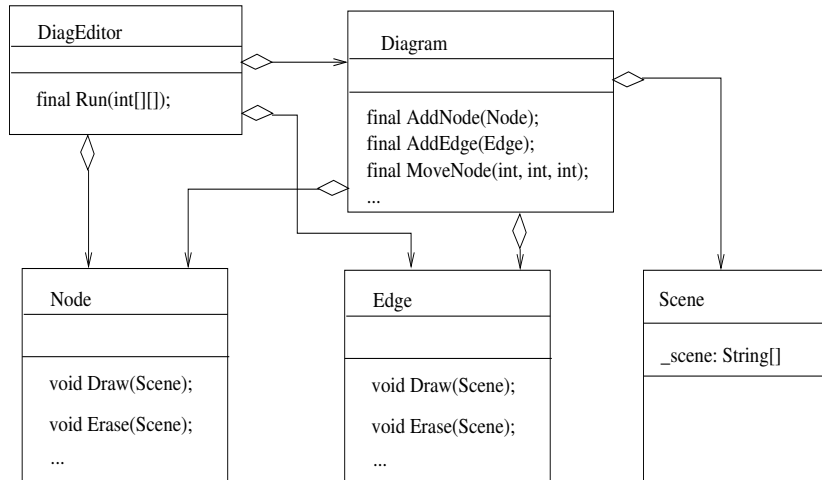 DiagEditor
final Run(int[][]);
Diagram
final AddNode(Node);
final AddEdge(Edge);
final MoveNode(int, int, int);
...
Node
void Draw(Scene);
void Erase(Scene);
...
Edge
void Draw(Scene);
void Erase(Scene);
...
Scene
_scene: String[]